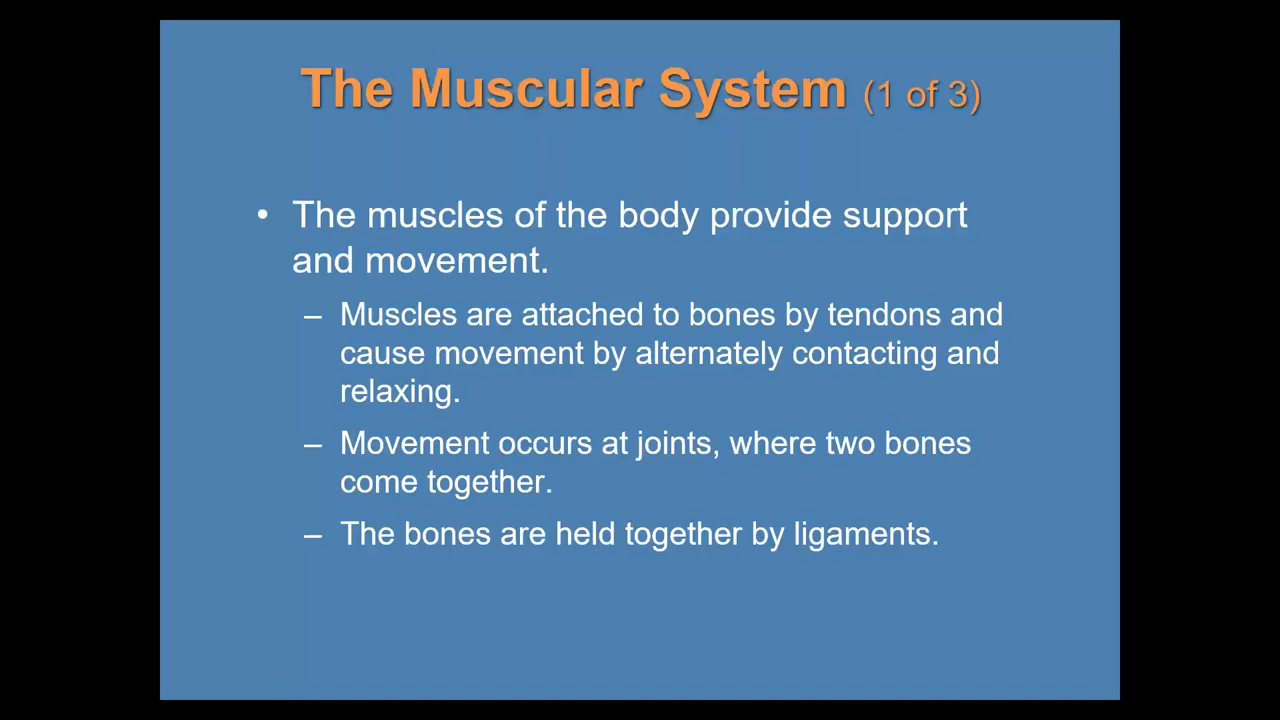 The Muscular System (1 of 3)
• The muscles of the body provide support
and movement.
– Muscles are attached to bones by tendons and
cause movement by alternately contacting and
relaxing.
– Movement occurs at joints, where two bones
come together.
– The bones are held together by ligaments.